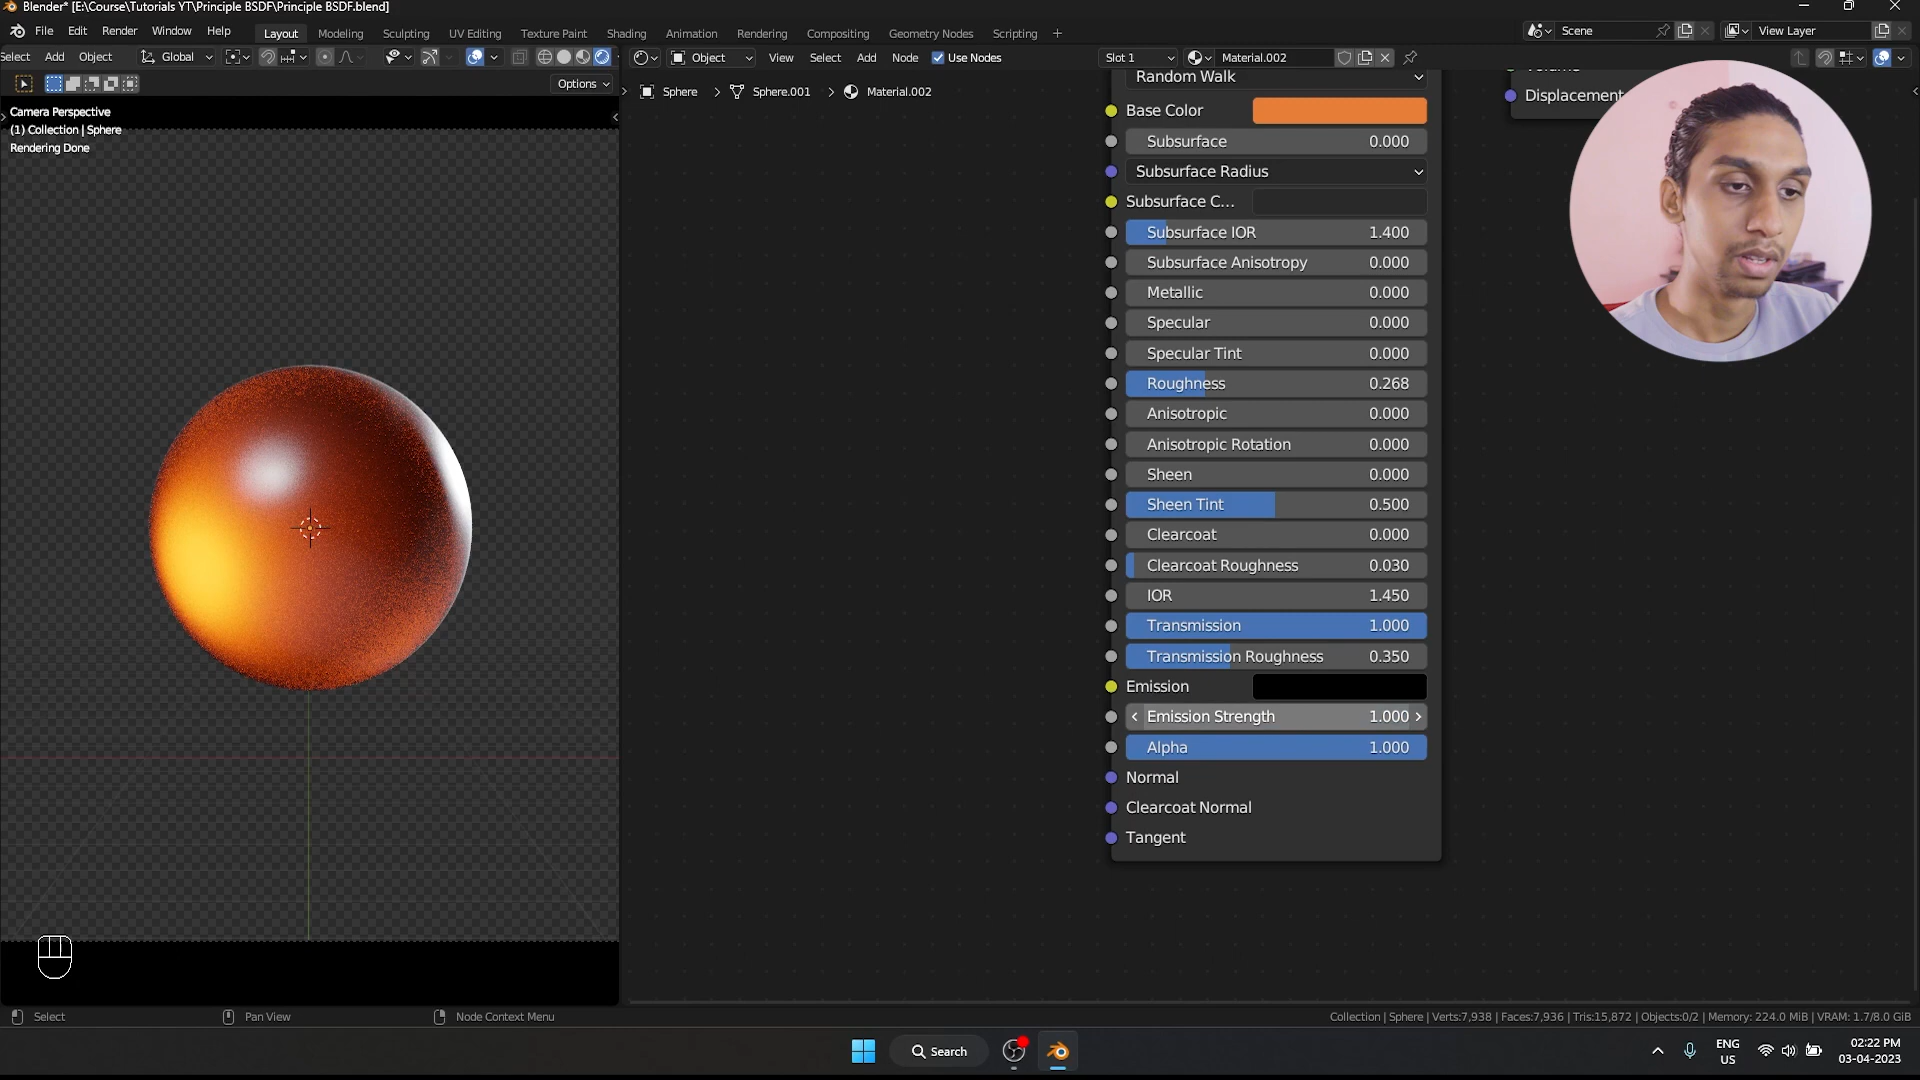 Blender* [E:\Course\Tutorials YT\Principle BSDF\Principle BSDF.blend]
File Edit Render Window Help Layout Modeling Sculpting UV Editing Texture Paint Shading Animation Rendering Compositing Geometry Nodes Scripting + Scene View Layer
Select Add Object Global Object View Select Add Node Use Nodes Slot 1 Material.002
Options
Sphere > Sphere.001 > Material.002
Camera Perspective
(1) Collection | Sphere
Rendering Done
Random Walk
Base Color
Displacement
Subsurface 0.000
Subsurface Radius
Subsurface C...
Subsurface IOR 1.400
Subsurface Anisotropy 0.000
Metallic 0.000
Specular 0.000
Specular Tint 0.000
Roughness 0.268
Anisotropic 0.000
Anisotropic Rotation 0.000
Sheen 0.000
Sheen Tint 0.500
Clearcoat 0.000
Clearcoat Roughness 0.030
IOR 1.450
Transmission 1.000
Transmission Roughness 0.350
Emission
Emission Strength 1.000
Alpha 1.000
Normal
Clearcoat Normal
Tangent
Select Pan View Node Context Menu Collection | Sphere | Verts:7,938 | Faces:7,936 | Tris:15,872 | Objects:0/2 | Memory: 224.0 MiB | VRAM: 1.7/8.0 GiB
Search
ENG
US
02:22 PM
03-04-2023